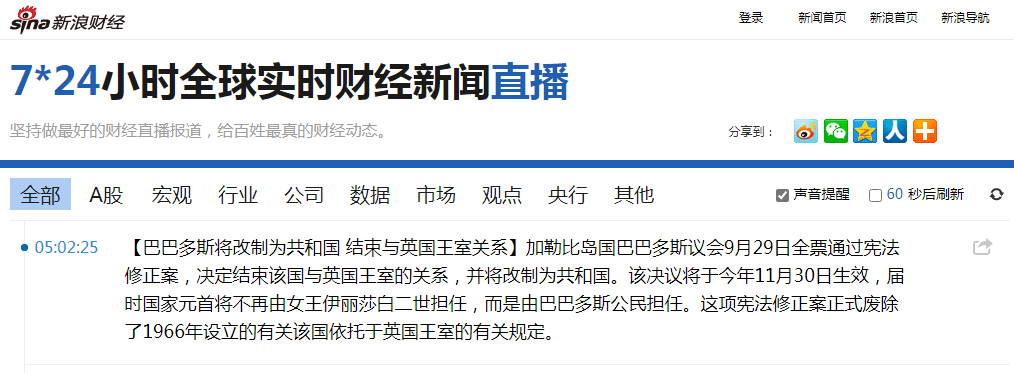 sina新浪财经
登录 新闻首页 新浪首页 新浪导航
7*24小时全球实时财经新闻直播
坚持做最好的财经直播报道，给百姓最真的财经动态。
分享到：
全部 A股 宏观 行业 公司 数据 市场 观点 央行 其他 声音提醒 60 秒后刷新
05:02:25 【巴巴多斯将改制为共和国 结束与英国王室关系】加勒比岛国巴巴多斯议会9月29日全票通过宪法
修正案，决定结束该国与英国王室的关系，并将改制为共和国。该决议将于今年11月30日生效，届
时国家元首将不再由女王伊丽莎白二世担任，而是由巴巴多斯公民担任。这项宪法修正案正式废除
了1966年设立的有关该国依托于英国王室的有关规定。